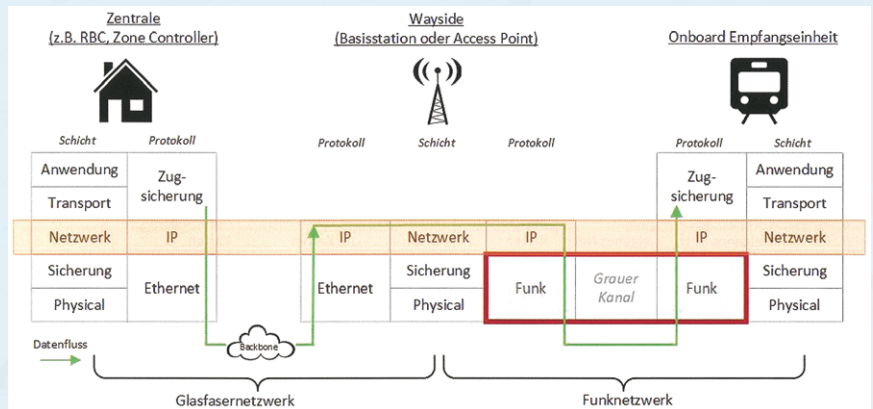 Zentrale
(z.B. RBC, Zone Controller)
Wayside
(Basisstation oder Access Point)
Onboard Empfangseinheit
Schicht
Protokoll
Protokoll
Schicht
Protokoll
Protokoll
Schicht
Anwendung
Transport
Zug-
sicherung
Zug-
sicherung
Anwendung
Transport
Netzwerk
IP
IP
Netzwerk
IP
IP
Netzwerk
Sicherung
Physical
Ethernet
Ethernet
Sicherung
Physical
Funk
Grauer
Kanal
Funk
Sicherung
Physical
Datenfluss
Backbone
Glasfasernetzwerk
Funknetzwerk